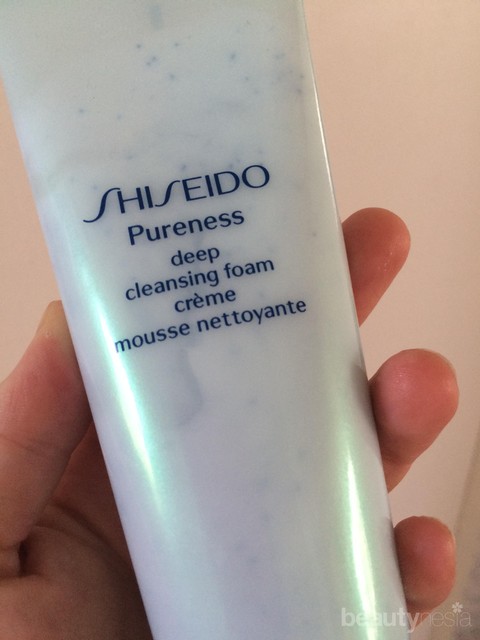 SHISEIDO
Pureness
deep
cleansing foam
crème
mousse nettoyante
beautynesia